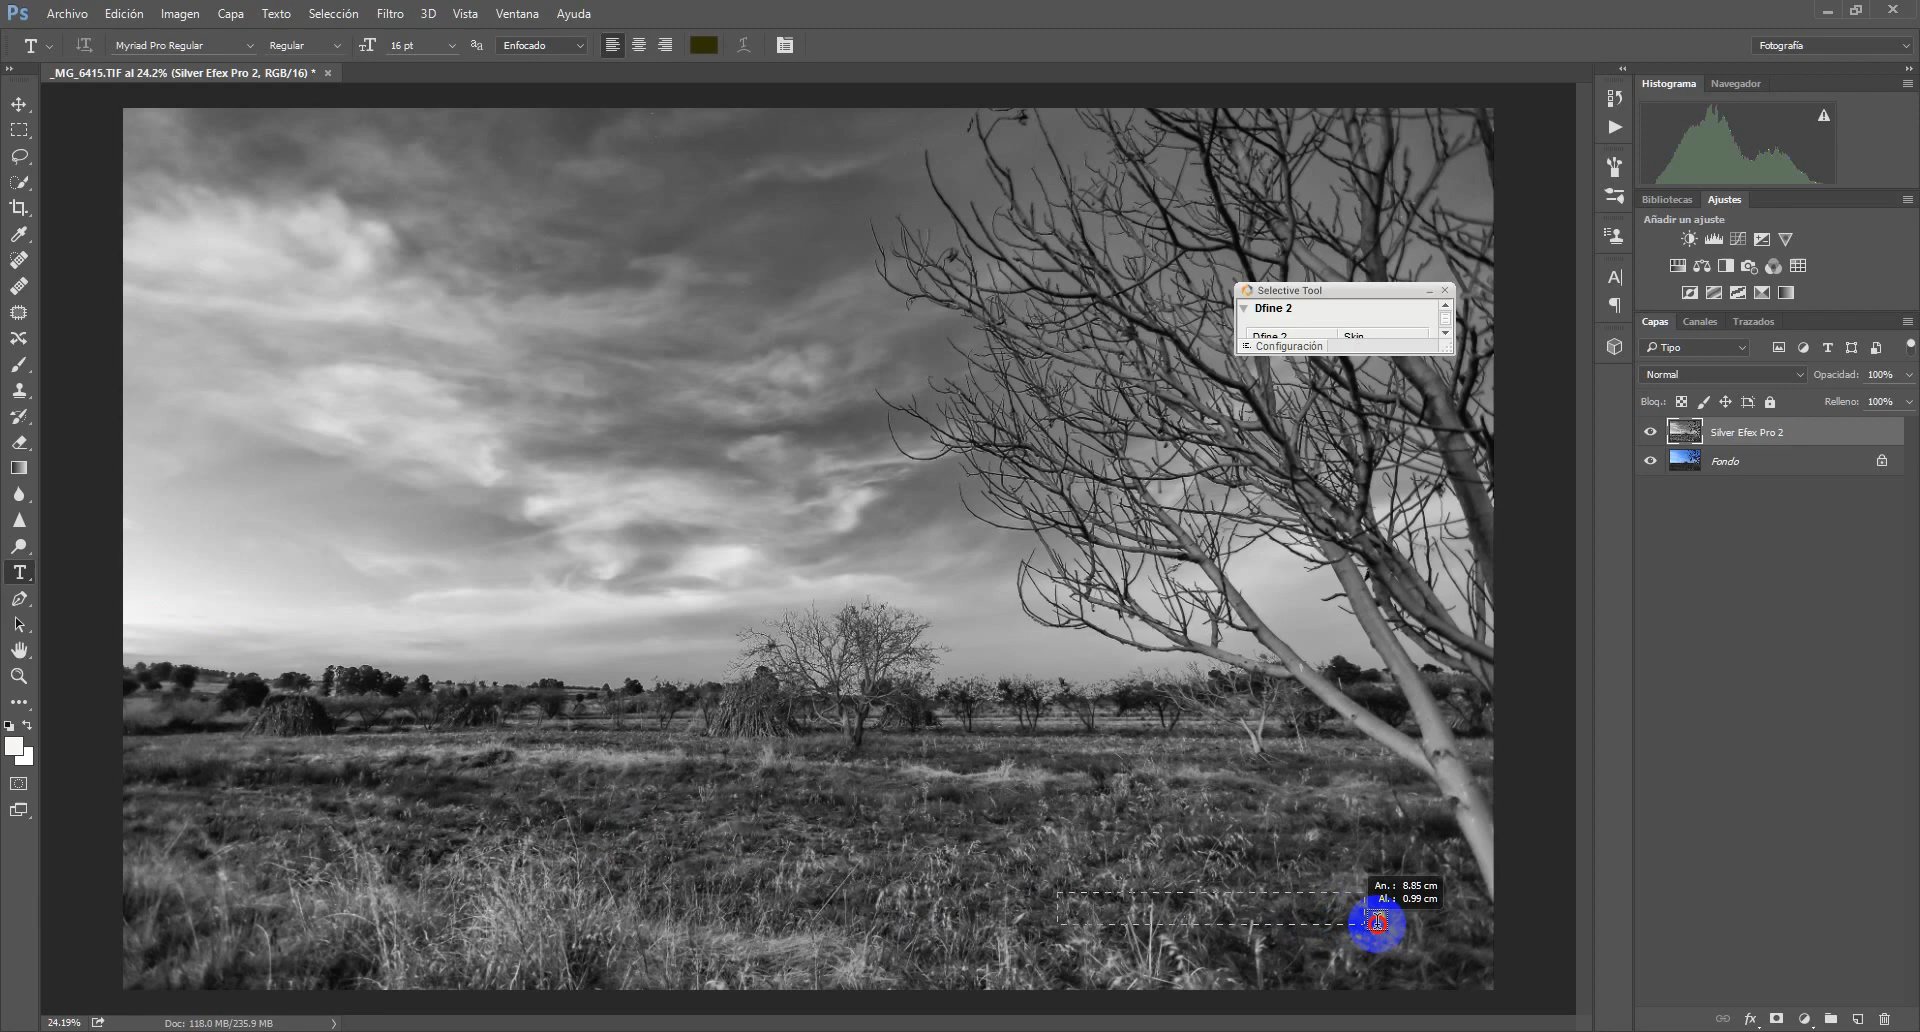 Ps Archivo Edición Imagen Capa Texto Selección Filtro 3D Vista Ventana Ayuda
T Myriad Pro Regular Regular 16 pt Enfocado Fotografía
_MG_6415.TIF al 24.2% (Silver Efex Pro 2, RGB/16) *
Histograma Navegador
Bibliotecas Ajustes
Añadir un ajuste
Selective Tool
Dfine 2
Dfine 2 Skin
Configuración
Capas Canales Trazados
Tipo
Normal Opacidad: 100%
Bloq.: Relleno: 100%
Silver Efex Pro 2
Fondo
An. : 8.85 cm
Al. : 0.99 cm
24.19% Doc: 118.0 MB/235.9 MB